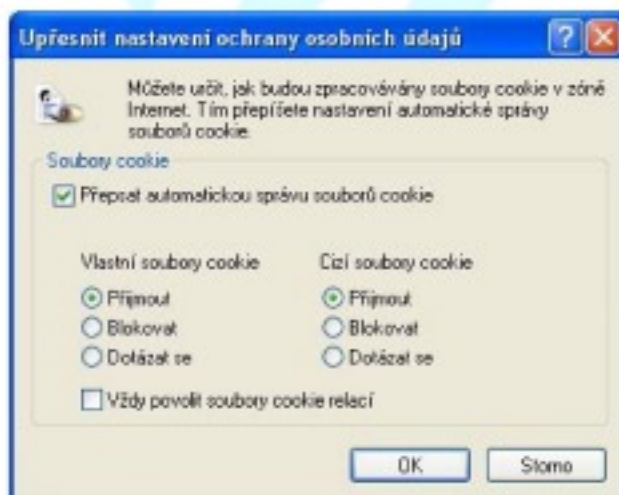 Upřesnit nastavení ochrany osobních údajů
Můžete určit, jak budou zpracovávány soubory cookie v zóně
Internet. Tím přepíšete nastavení automatické správy
souborů cookie.
Soubory cookie
Přepsat automatickou správu souborů cookie
Vlastní soubory cookie Cizí soubory cookie
Přijmout Přijmout
Blokovat Blokovat
Dotázat se Dotázat se
Vždy povolit soubory cookie relací
OK Storno